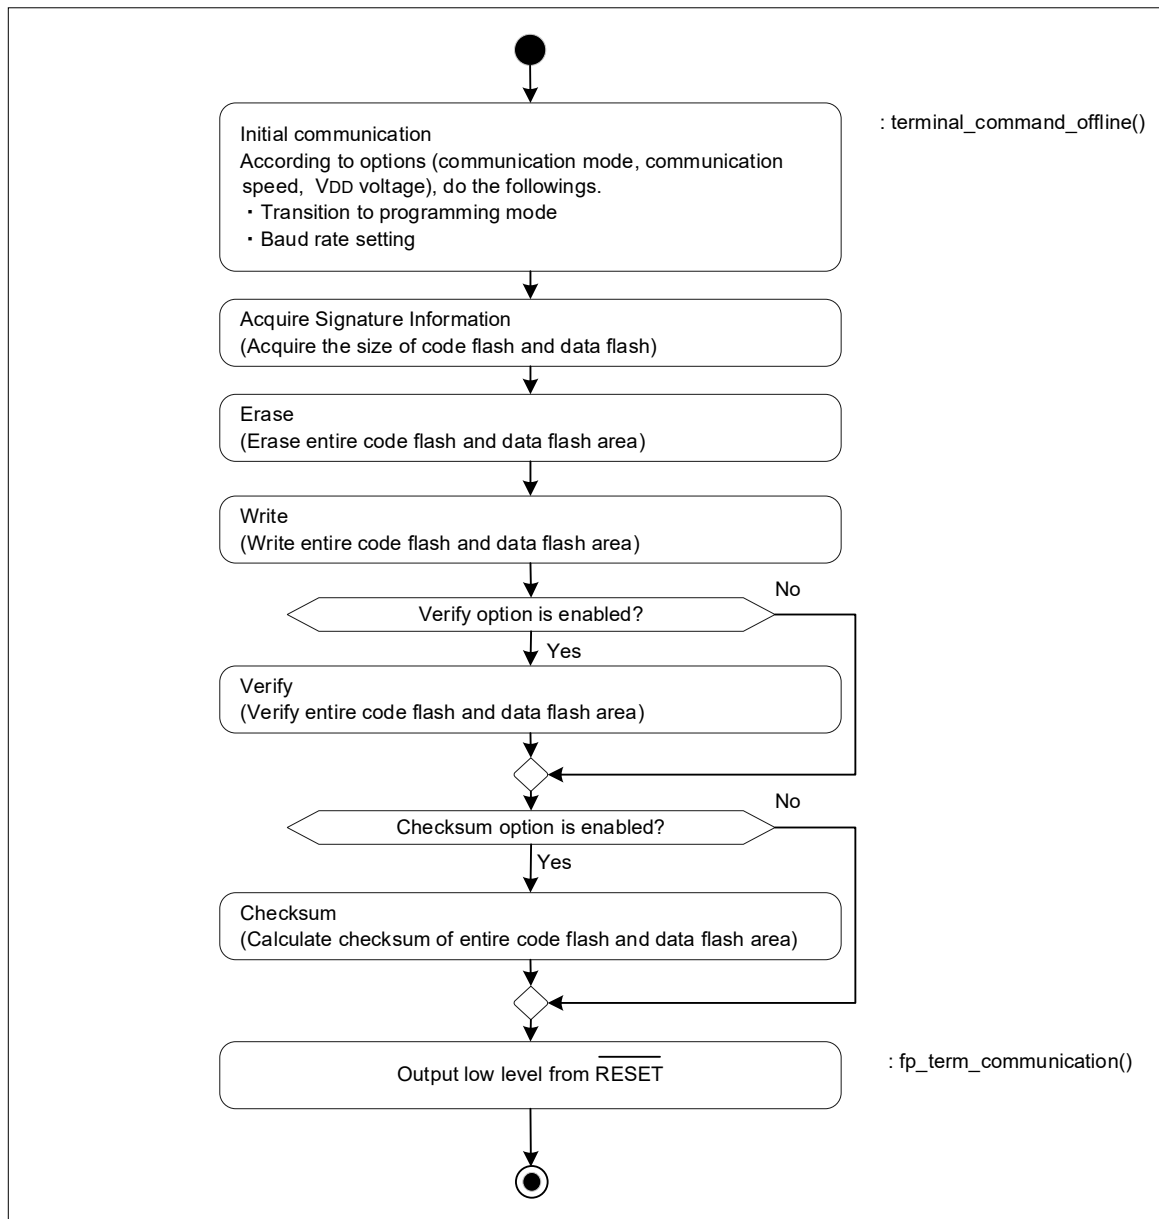 Initial communication
: terminal_command_offline()
According to options (communication mode, communication
speed, VDD voltage), do the followings.
・Transition to programming mode
・Baud rate setting
Acquire Signature Information
(Acquire the size of code flash and data flash)
Erase
(Erase entire code flash and data flash area)
Write
(Write entire code flash and data flash area)
No
Verify option is enabled?
Yes
Verify
(Verify entire code flash and data flash area)
No
Checksum option is enabled?
Yes
Checksum
(Calculate checksum of entire code flash and data flash area)
Output low level from RESET
: fp_term_communication()